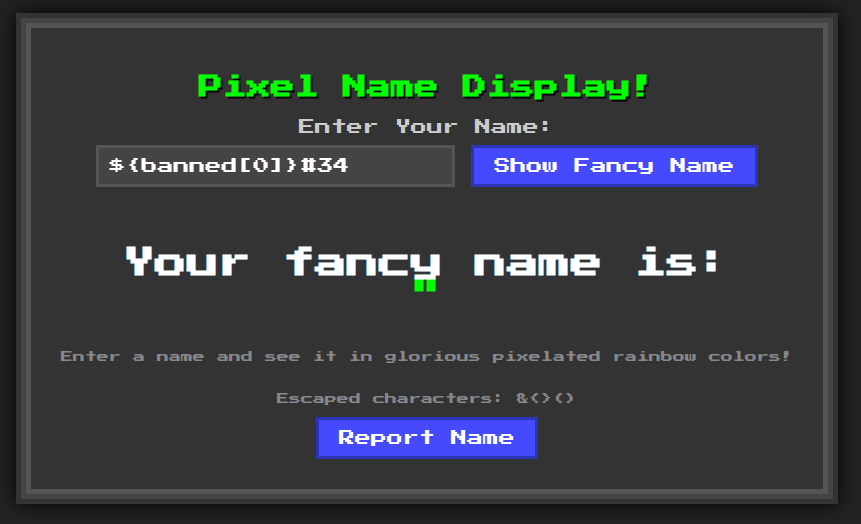 Pixel Name Display!
Enter Your Name:
${banned[0]}#34
Show Fancy Name
Your fancy name is:
"
Enter a name and see it in glorious pixelated rainbow colors!
Escaped characters: &<>()
Report Name